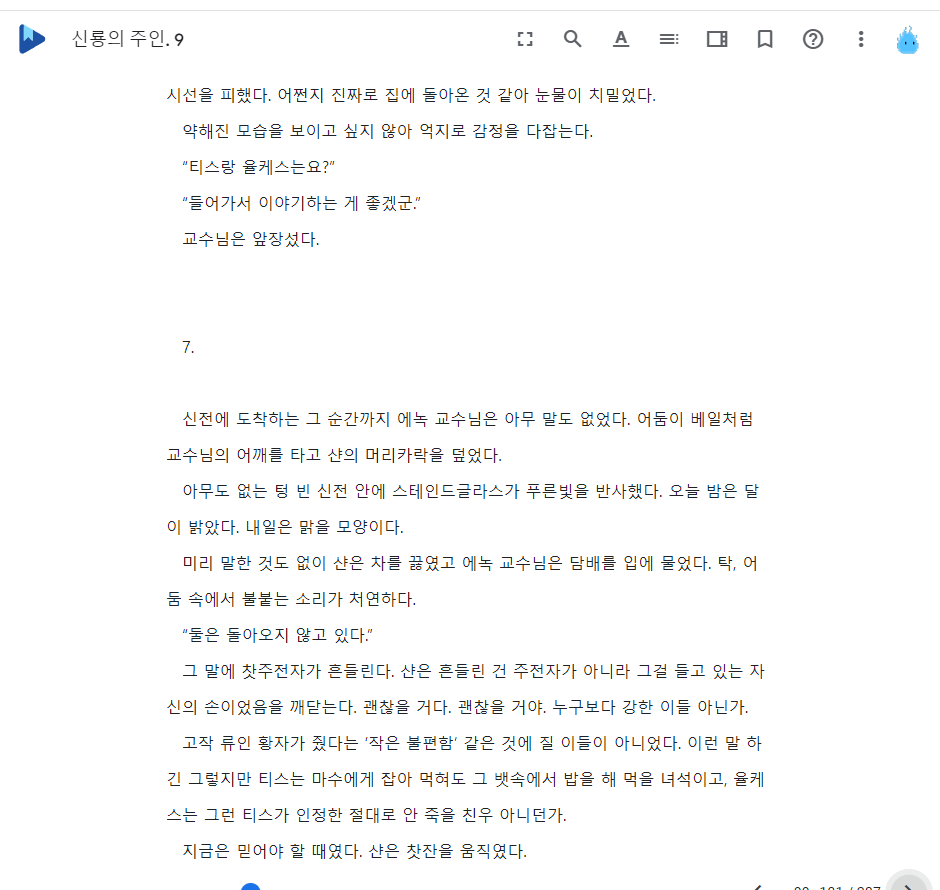 신룡의 주인. 9
시선을 피했다. 어쩐지 진짜로 집에 돌아온 것 같아 눈물이 치밀었다.
약해진 모습을 보이고 싶지 않아 억지로 감정을 다잡는다.
“티스랑 율케스는요?”
“들어가서 이야기하는 게 좋겠군.”
교수님은 앞장섰다.
7.
신전에 도착하는 그 순간까지 에녹 교수님은 아무 말도 없었다. 어둠이 베일처럼
교수님의 어깨를 타고 샨의 머리카락을 덮었다.
아무도 없는 텅 빈 신전 안에 스테인드글라스가 푸른빛을 반사했다. 오늘 밤은 달
이 밝았다. 내일은 맑을 모양이다.
미리 말한 것도 없이 샨은 차를 끓였고 에녹 교수님은 담배를 입에 물었다. 탁, 어
둠 속에서 불붙는 소리가 처연하다.
“둘은 돌아오지 않고 있다.”
그 말에 찻주전자가 흔들린다. 샨은 흔들린 건 주전자가 아니라 그걸 들고 있는 자
신의 손이었음을 깨닫는다. 괜찮을 거다. 괜찮을 거야. 누구보다 강한 이들 아닌가.
고작 류인 황자가 줬다는 ‘작은 불편함’ 같은 것에 질 이들이 아니었다. 이런 말 하
긴 그렇지만 티스는 마수에게 잡아 먹혀도 그 뱃속에서 밥을 해 먹을 녀석이고, 율케
스는 그런 티스가 인정한 절대로 안 죽을 친우 아니던가.
지금은 믿어야 할 때였다. 샨은 찻잔을 움직였다.